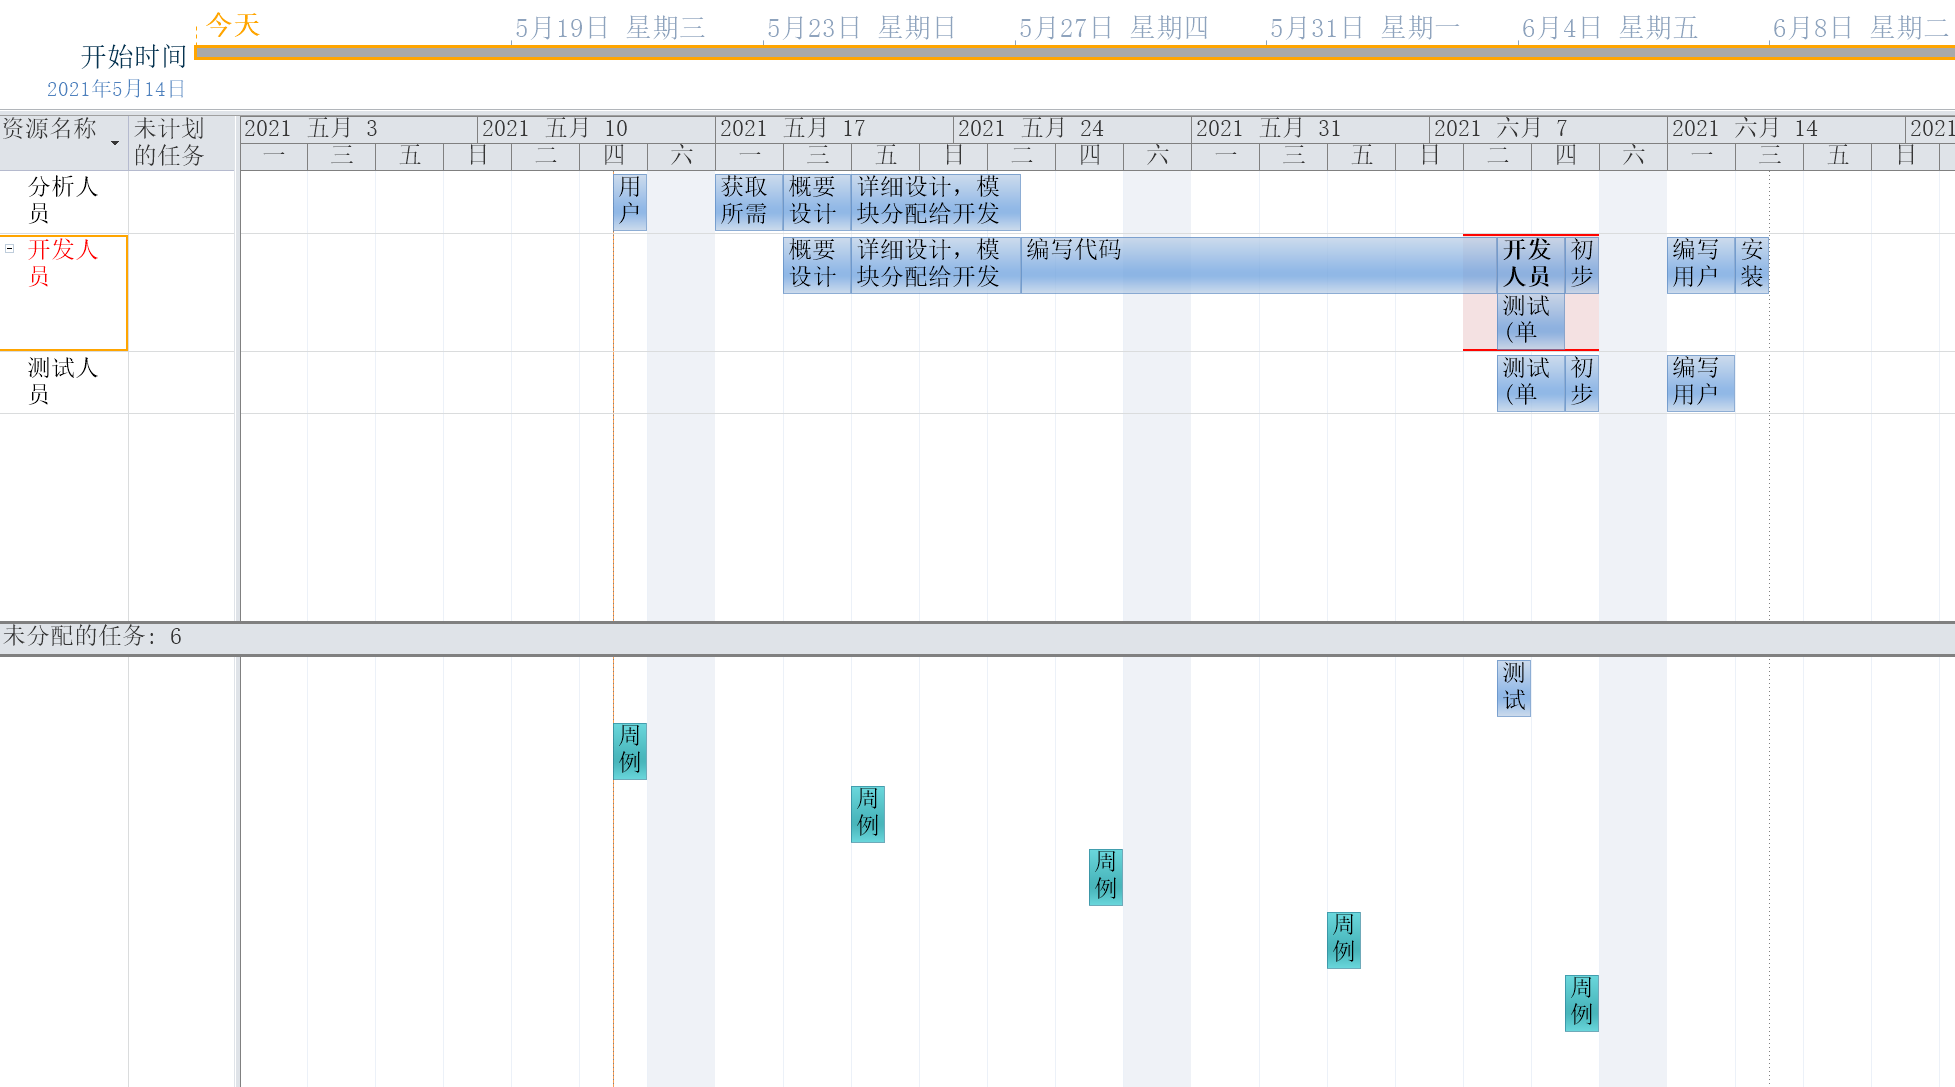 今天
5月19日 星期三
5月23日 星期日
5月27日 星期四
5月31日 星期一
6月4日 星期五
6月8日 星期二
开始时间
2021年5月14日
资源名称
未计划
的任务
2021 五月 3
2021 五月 10
2021 五月 17
2021 五月 24
2021 五月 31
2021 六月 7
2021 六月 14
2021
一 三 五 日 二 四 六 一 三 五 日 二 四 六 一 三 五 日 二 四 六 一 三 五 日
分析人
员
用
户
获取
所需
概要
设计
详细设计，模
块分配给开发
开发人
员
概要
设计
详细设计，模
块分配给开发
编写代码
开发
人员
初
步
编写
用户
安
装
测试
(单
测试人
员
测试
(单
初
步
编写
用户
未分配的任务: 6
测
试
周
例
周
例
周
例
周
例
周
例